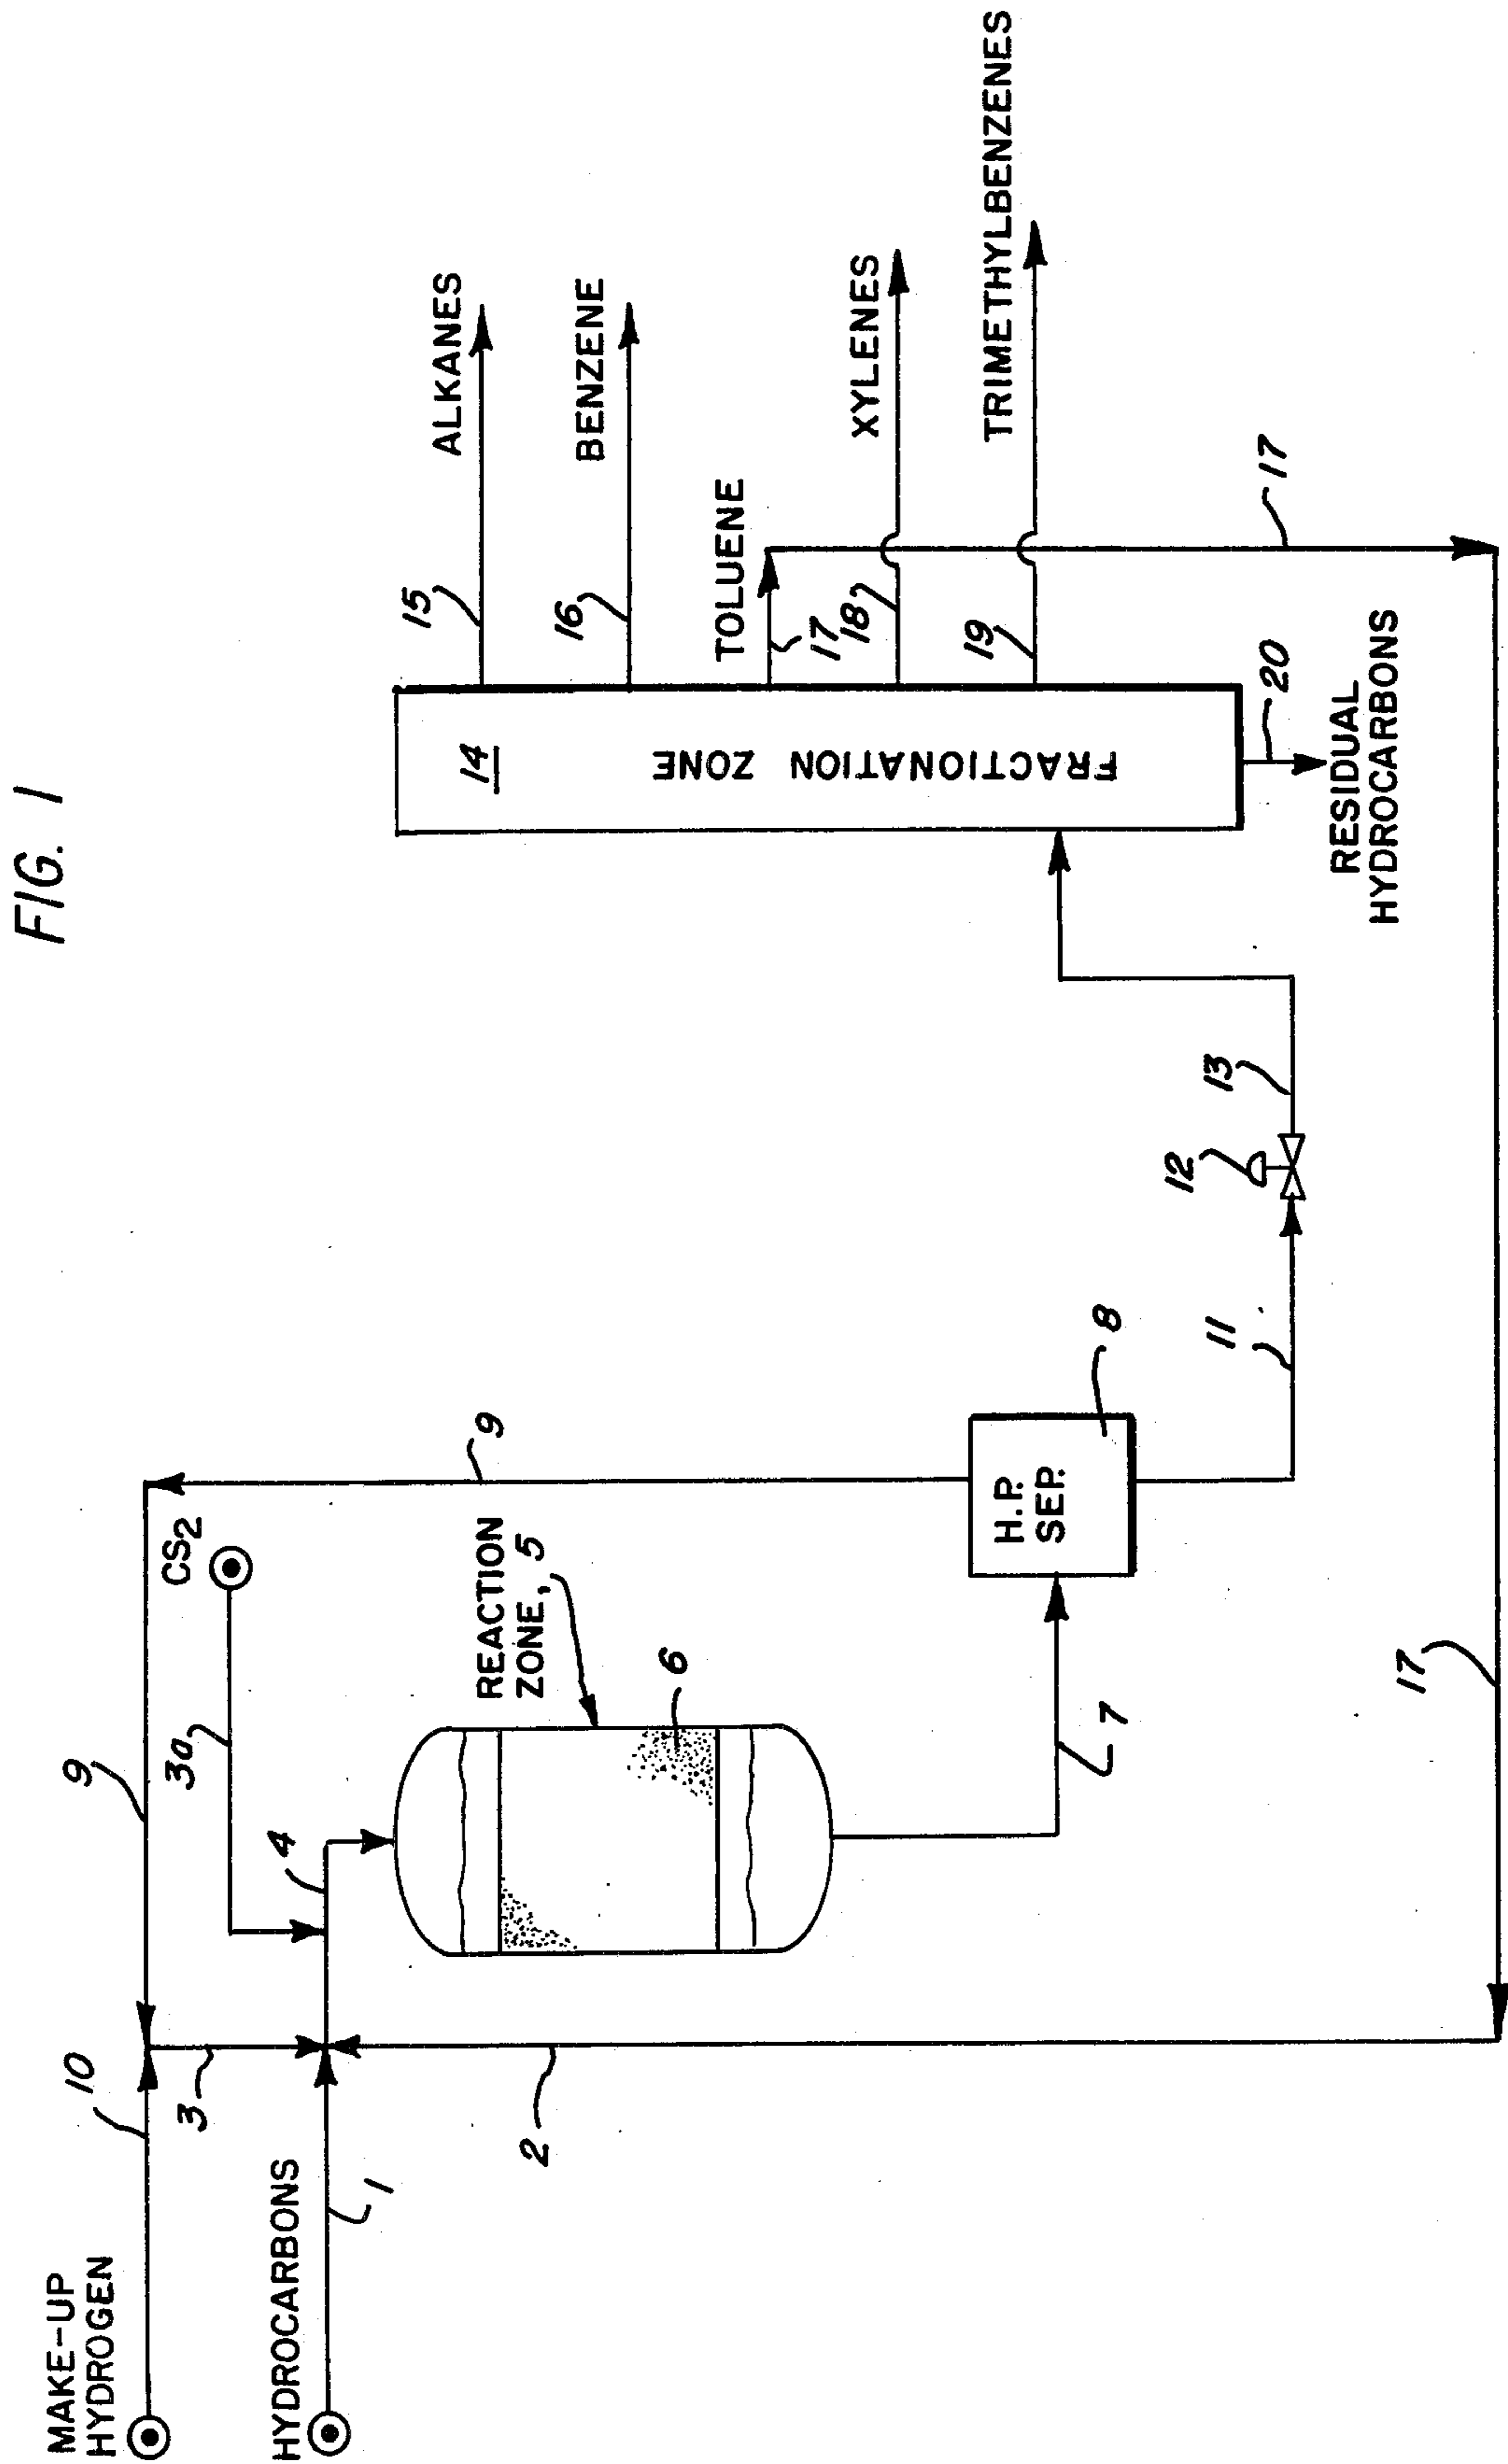 FIG. 1
MAKE-UP
HYDROGEN
10
9
3
3a
CS2
HYDROCARBONS
1
4
2
REACTION
ZONE, 5
6
7
9
H.P.
SEP.
8
11
12
13
14
FRACTIONATION ZONE
15
ALKANES
16
BENZENE
TOLUENE
17
18
XYLENES
19
TRIMETHYLBENZENES
20
RESIDUAL
HYDROCARBONS
17
17